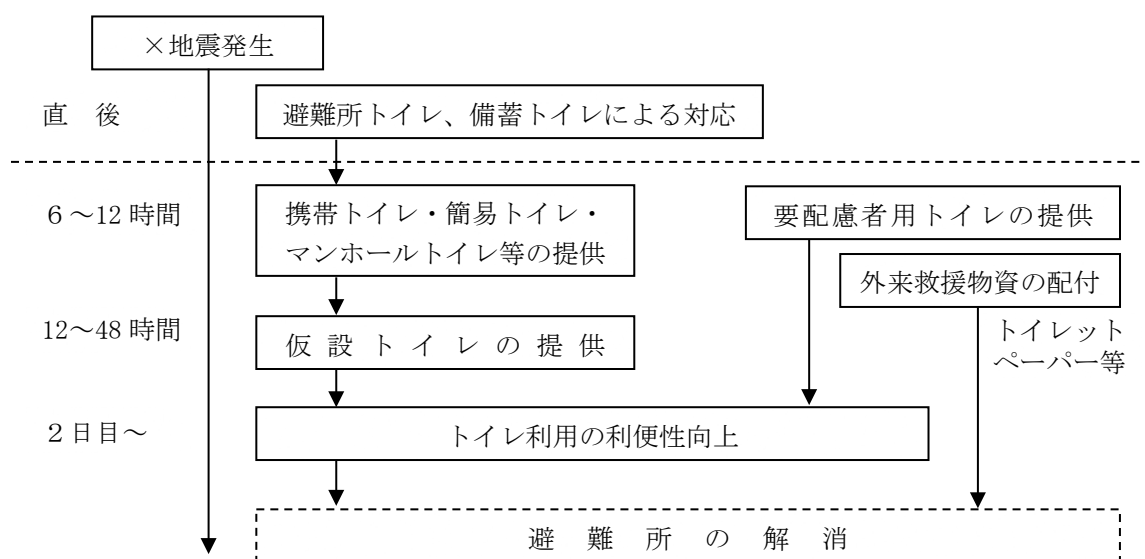 ×地震発生
直　後
避難所トイレ、備蓄トイレによる対応
６～12 時間
携帯トイレ・簡易トイレ・
マンホールトイレ等の提供
要配慮者用トイレの提供
外来救援物資の配付
トイレット
ペーパー等
12～48 時間
仮 設 ト イ レ の 提 供
２日目～
トイレ利用の利便性向上
避　難　所　の　解　消